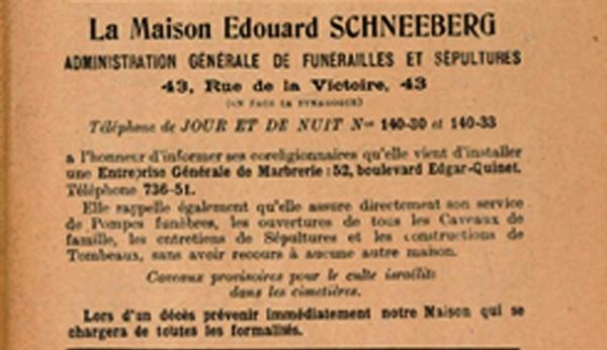 La Maison Edouard SCHNEEBERG
ADMINISTRATION GÉNÉRALE DE FUNÉRAILLES ET SÉPULTURES
43, Rue de la Victoire, 43
(EN FACE LA SYNAGOGUE)
Téléphone de JOUR ET DE NUIT Nos 140-30 et 140-33
a l'honneur d'informer ses coreligionnaires qu'elle vient d'installer
une Entreprise Générale de Marbrerie : 52, boulevard Edgar-Quinet.
Téléphone 736-51.
Elle rappelle également qu'elle assure directement son service
de Pompes funèbres, les ouvertures de tous les Caveaux de
famille, les entretiens de Sépultures et les constructions de
Tombeaux, sans avoir recours à aucune autre maison.
Caveaux provisoires pour le culte israélite
dans les cimetières.
Lors d'un décès prévenir immédiatement notre Maison qui se
chargera de toutes les formalités.